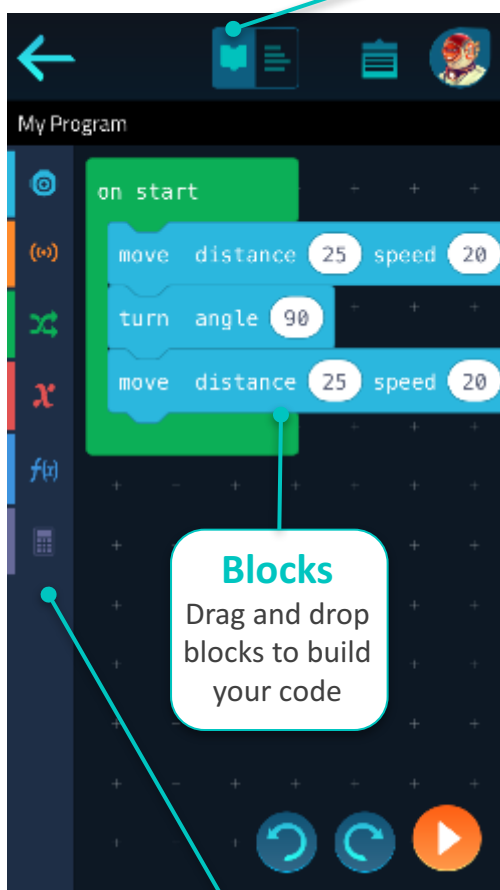 My Program
on start
move distance 25 speed 20
turn angle 90
move distance 25 speed 20
x
f(x)
Blocks
Drag and drop
blocks to build
your code